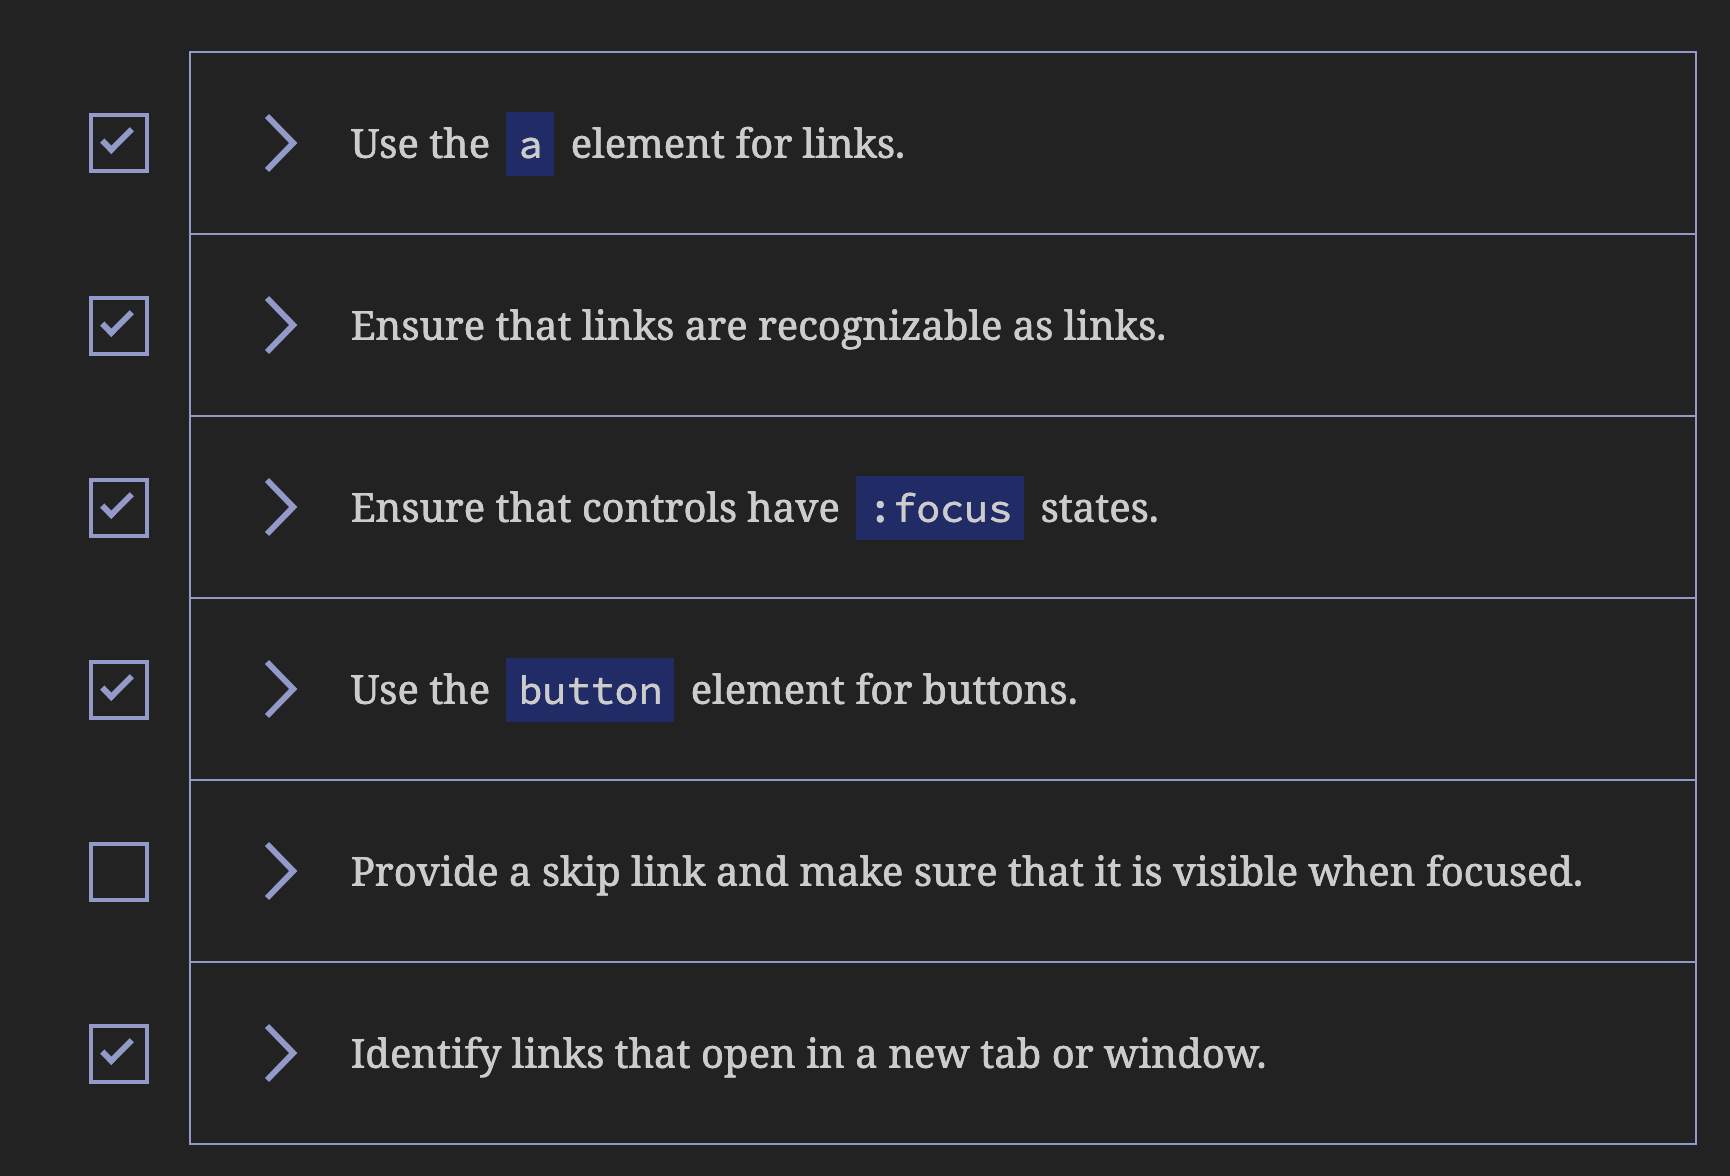 Use the a element for links.
Ensure that links are recognizable as links.
Ensure that controls have :focus states.
Use the button element for buttons.
Provide a skip link and make sure that it is visible when focused.
Identify links that open in a new tab or window.